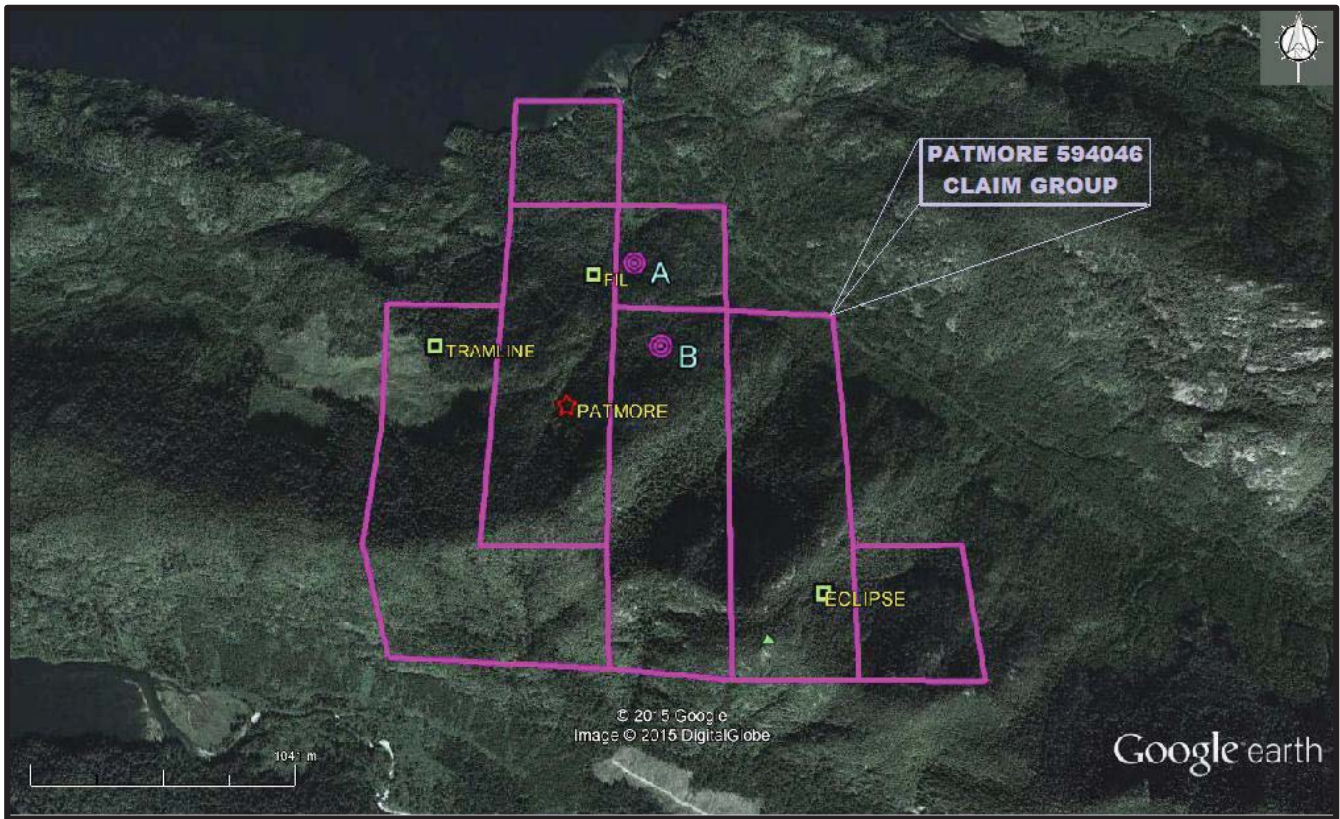 PATMORE 594046
CLAIM GROUP
FIL
A
TRAMLINE
B
PATMORE
ECLIPSE
© 2015 Google
Image © 2015 DigitalGlobe
1041 m
Google earth